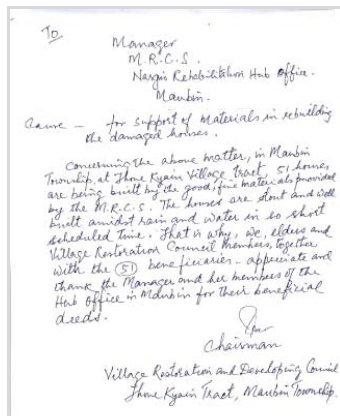 To
Manager
M.R.C.S.
Nargis Rehabilitation Hub Office.
Maubin.
Cause – for support of Materials in rebuilding
the damaged houses.
Concerning the above matter, in Maubin
Township, at Thone Kyain Village Tract, 51 houses
are being built by the good, fine materials provided
by the M.R.C.S. The houses are stout and well
built amidst rain and water in so short
scheduled time. That is why, we, elders and
Village Restoration Council members, together
with the 51 beneficiaries - appreciate and
thank the Manager and her members of the
Hub Office in Maubin for their beneficial
deeds.
Chairman
Village Restoration and Developing Council
Thone Kyain Tract, Maubin Township.